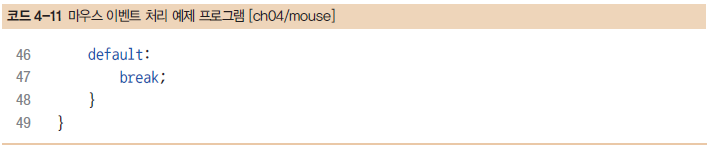 코드 4-11 마우스 이벤트 처리 예제 프로그램 [ch04/mouse]
46 default:
47 break;
48 }
49 }